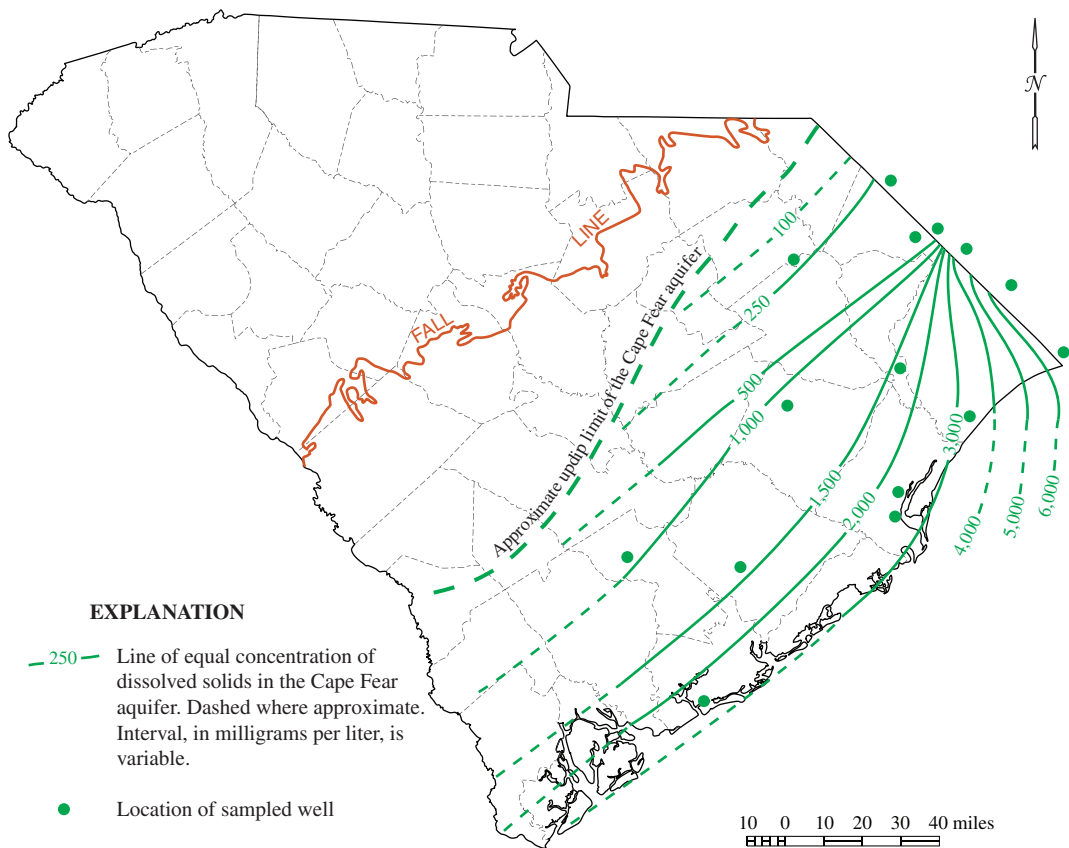 N
LINE
FALL
Approximate updip limit of the Cape Fear aquifer
100
250
500
1,000
1,500
2,000
3,000
4,000
5,000
6,000
EXPLANATION
250
Line of equal concentration of
dissolved solids in the Cape Fear
aquifer. Dashed where approximate.
Interval, in milligrams per liter, is
variable.
Location of sampled well
10 0 10 20 30 40 miles